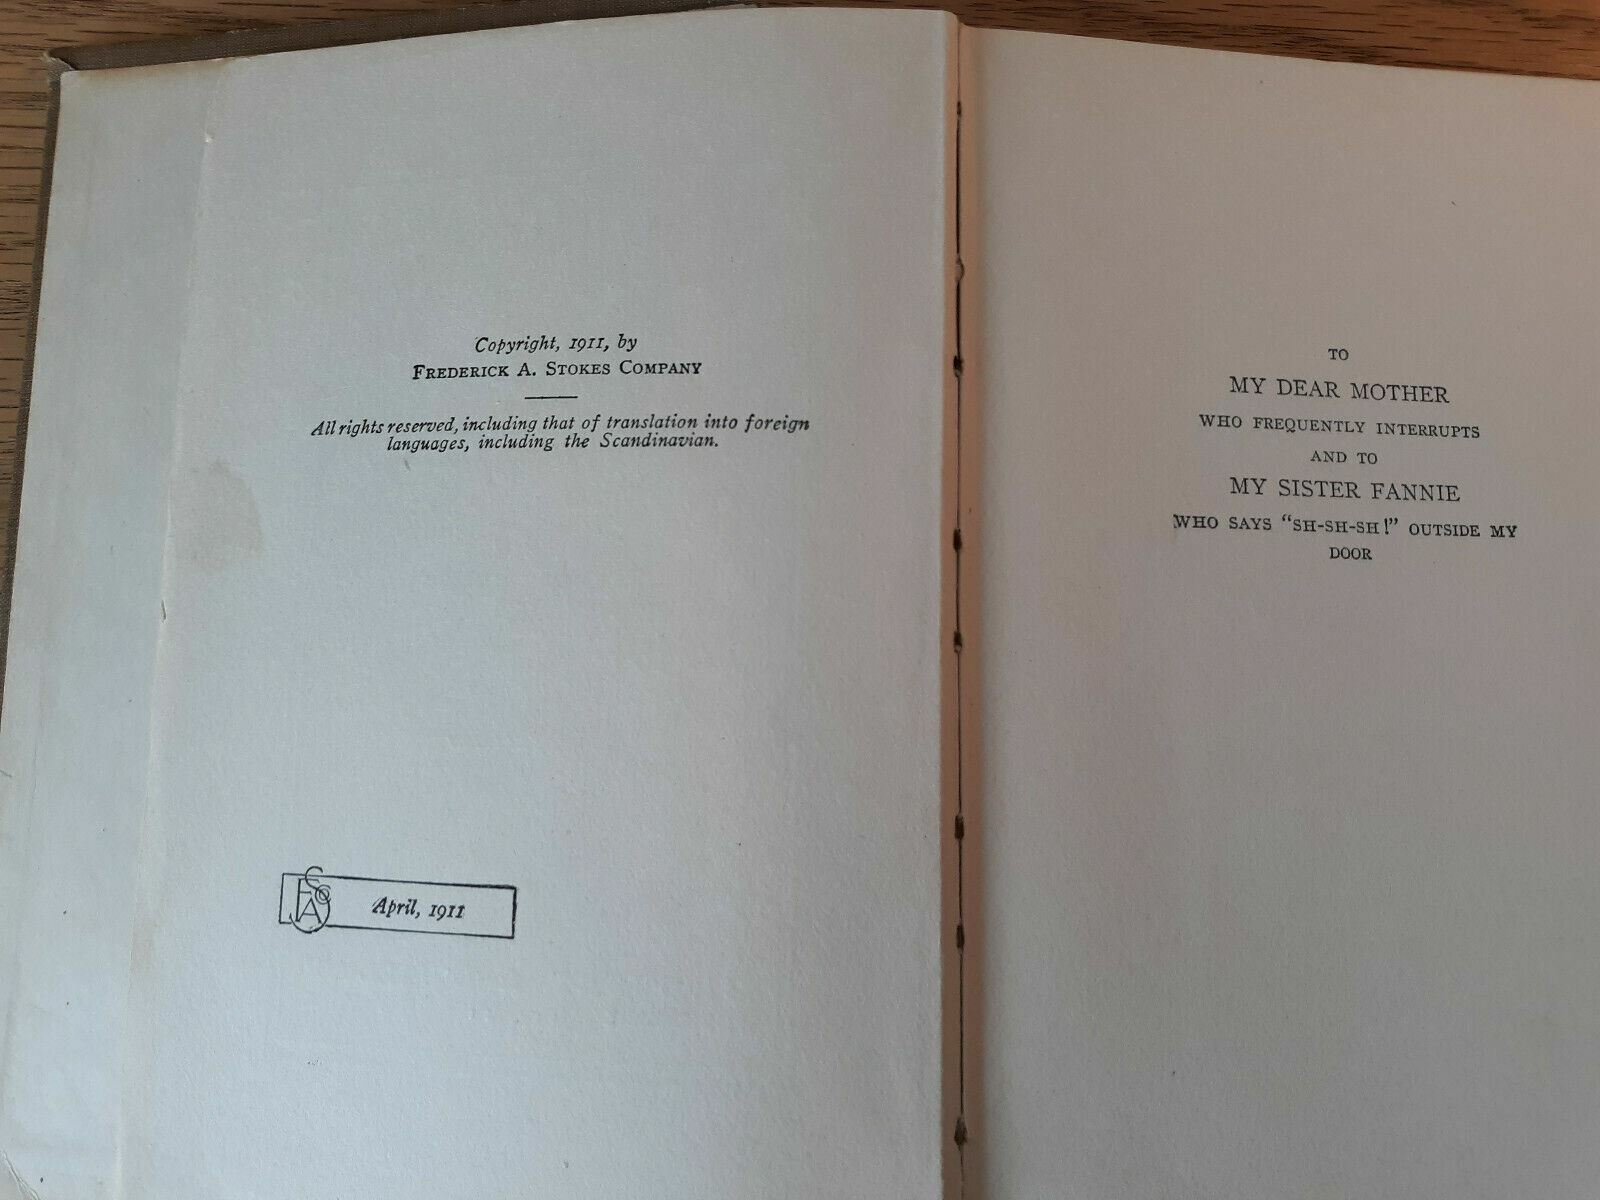 Copyright, 1911, by
FREDERICK A. STOKES COMPANY
All rights reserved, including that of translation into foreign
languages, including the Scandinavian.
FAS Co
April, 1911
TO
MY DEAR MOTHER
WHO FREQUENTLY INTERRUPTS
AND TO
MY SISTER FANNIE
WHO SAYS "SH-SH-SH!" OUTSIDE MY
DOOR